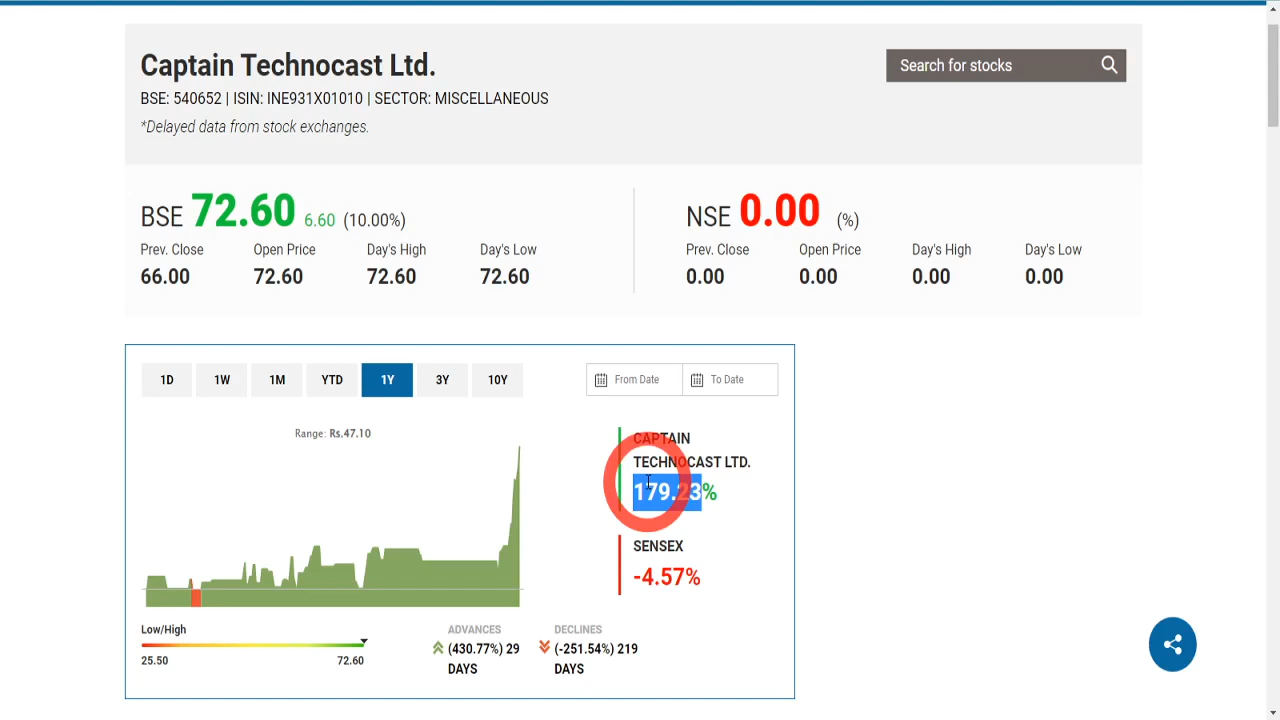 Captain Technocast Ltd.
Search for stocks
BSE: 540652 | ISIN: INE931X01010 | SECTOR: MISCELLANEOUS
*Delayed data from stock exchanges.
BSE 72.60 6.60 (10.00%)
NSE 0.00 (%)
Prev. Close Open Price Day's High Day's Low
66.00 72.60 72.60 72.60
Prev. Close Open Price Day's High Day's Low
0.00 0.00 0.00 0.00
1D 1W 1M YTD 1Y 3Y 10Y
From Date To Date
Range: Rs.47.10
CAPTAIN
TECHNOCAST LTD.
179.23%
SENSEX
-4.57%
Low/High
25.50 72.60
ADVANCES
(430.77%) 29
DAYS
DECLINES
(-251.54%) 219
DAYS